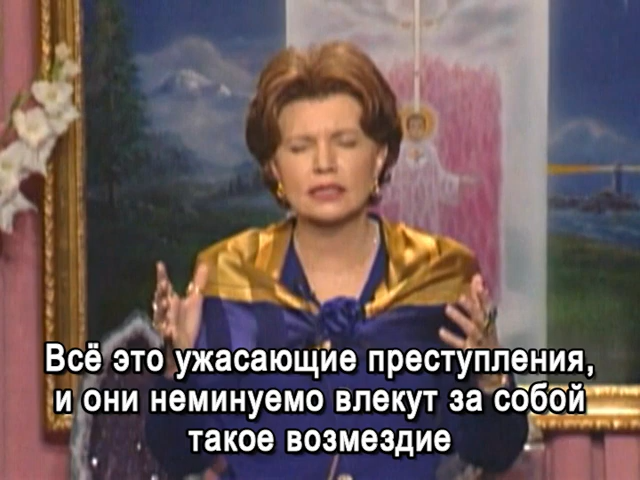 Всё это ужасающие преступления,
и они неминуемо влекут за собой
такое возмездие